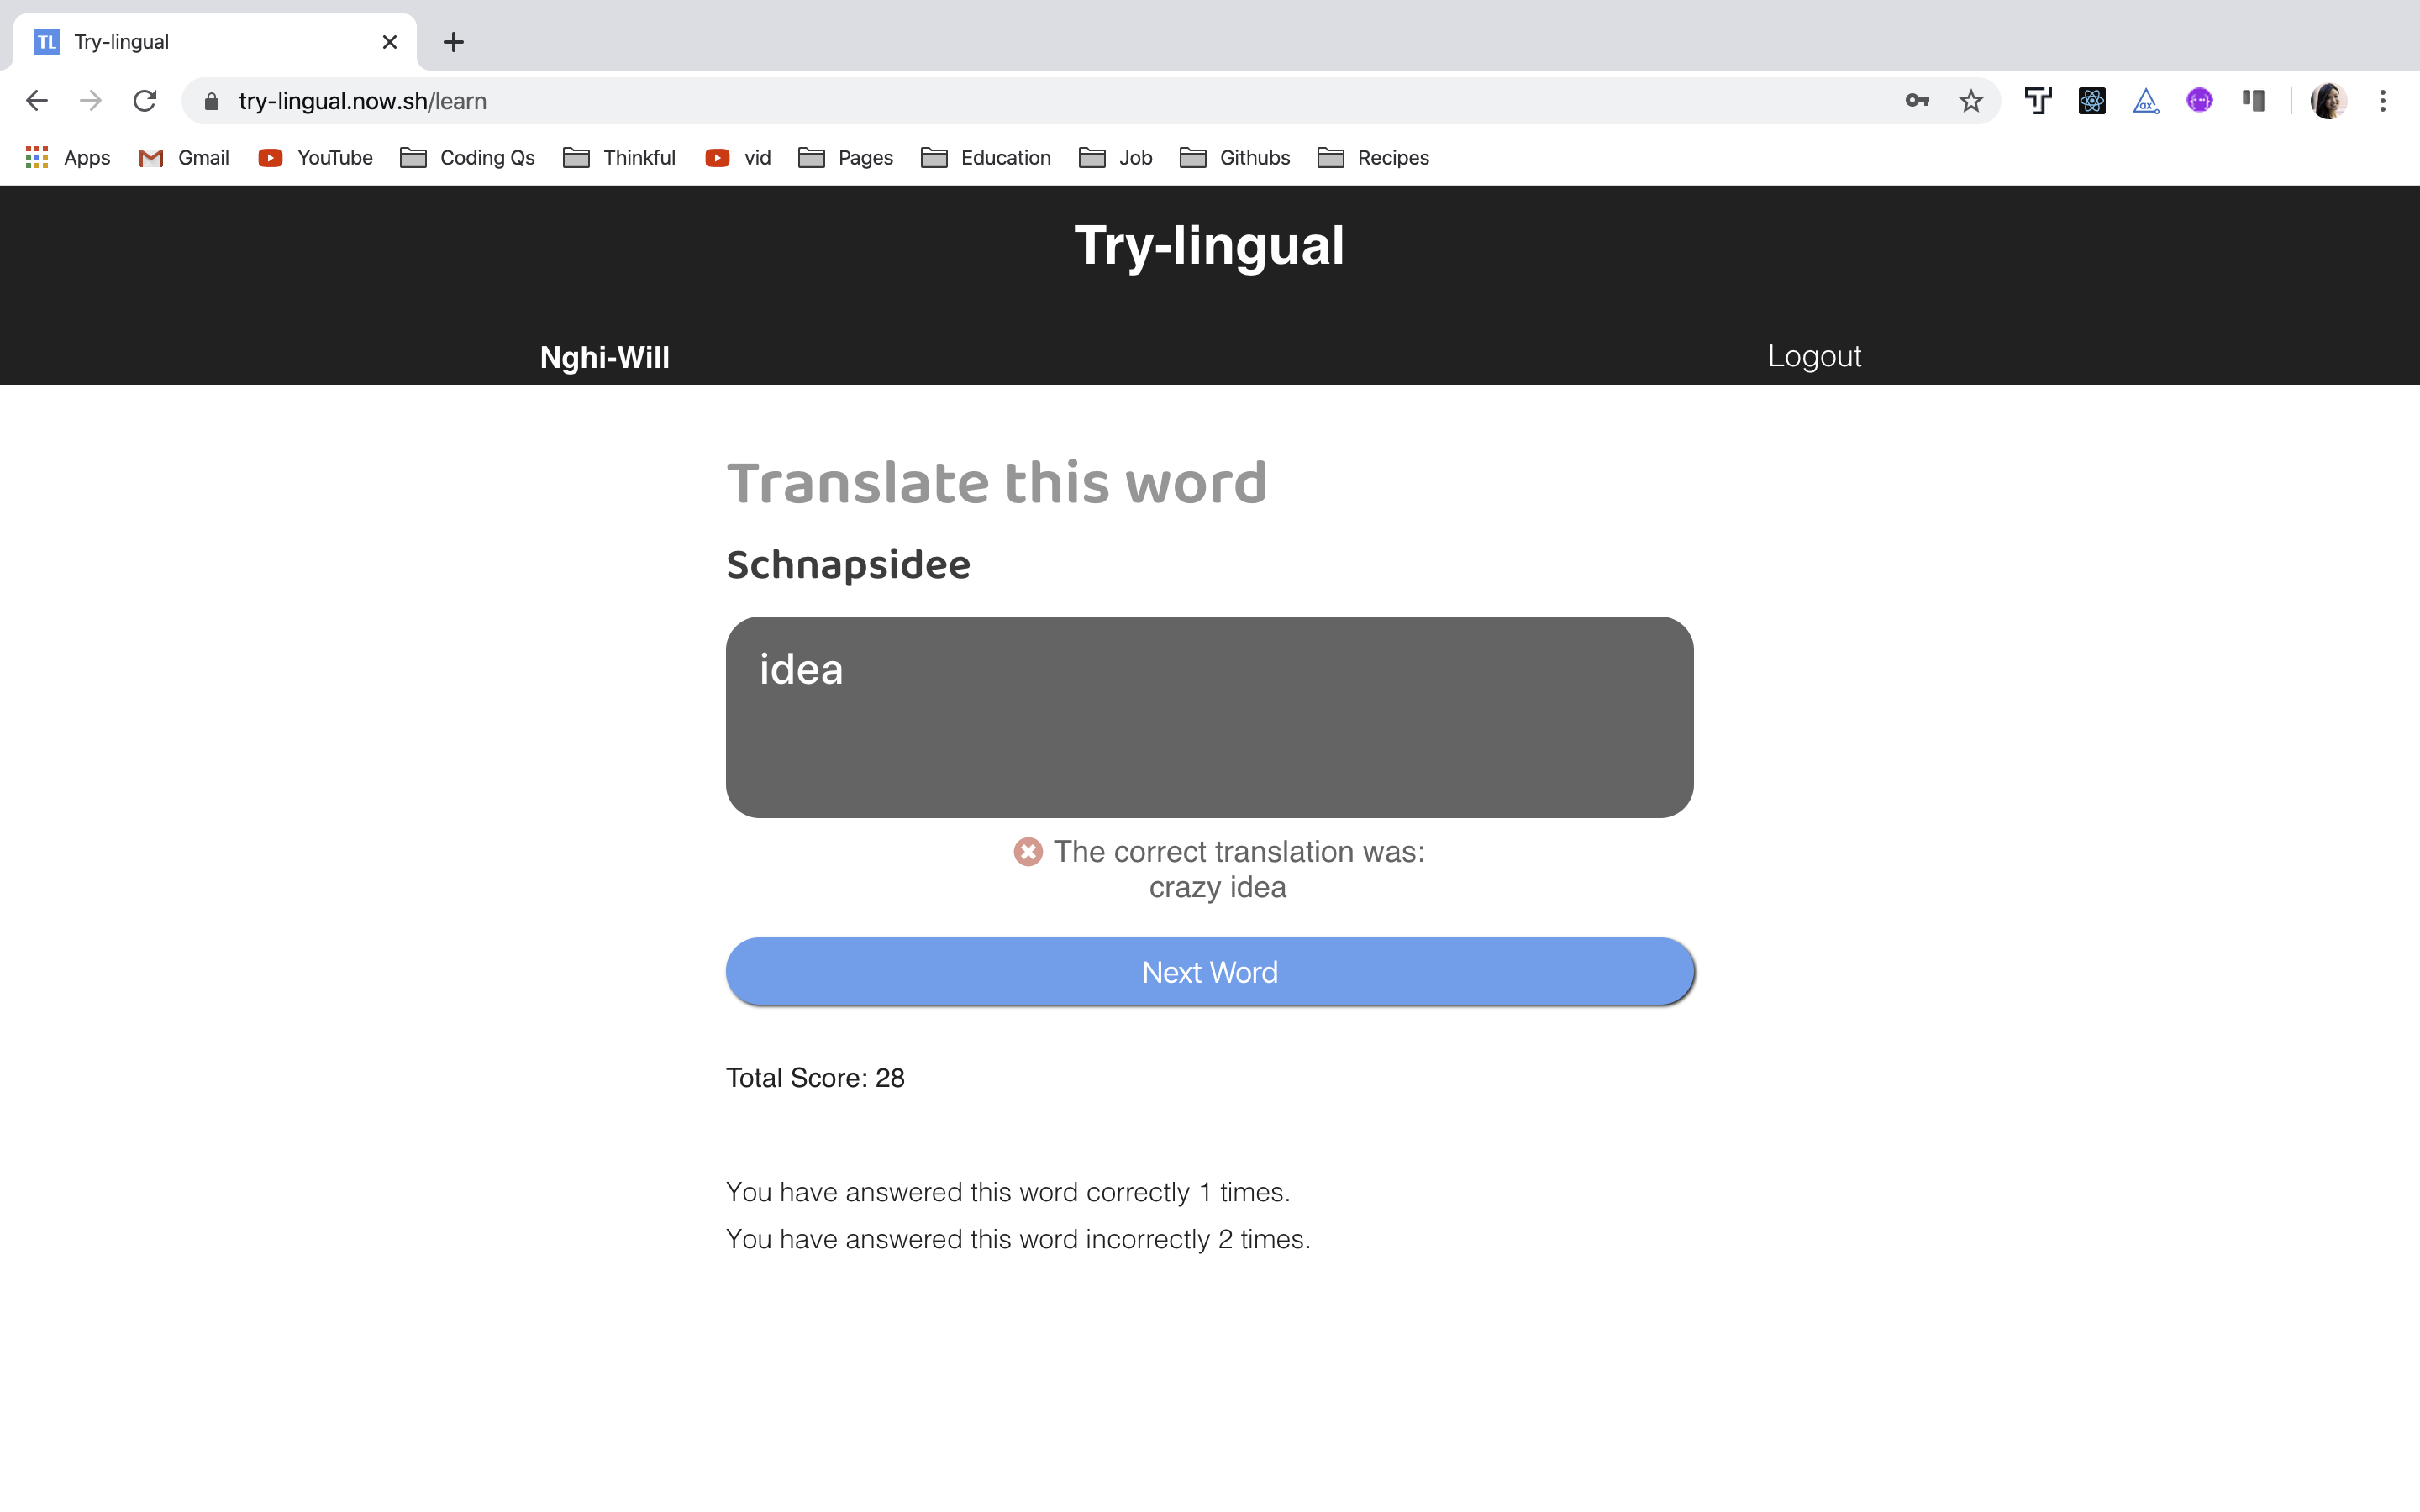 TL Try-lingual
try-lingual.now.sh/learn
Apps Gmail YouTube Coding Qs Thinkful vid Pages Education Job Githubs Recipes
Try-lingual
Nghi-Will Logout
Translate this word
Schnapsidee
idea
The correct translation was:
crazy idea
Next Word
Total Score: 28
You have answered this word correctly 1 times.
You have answered this word incorrectly 2 times.